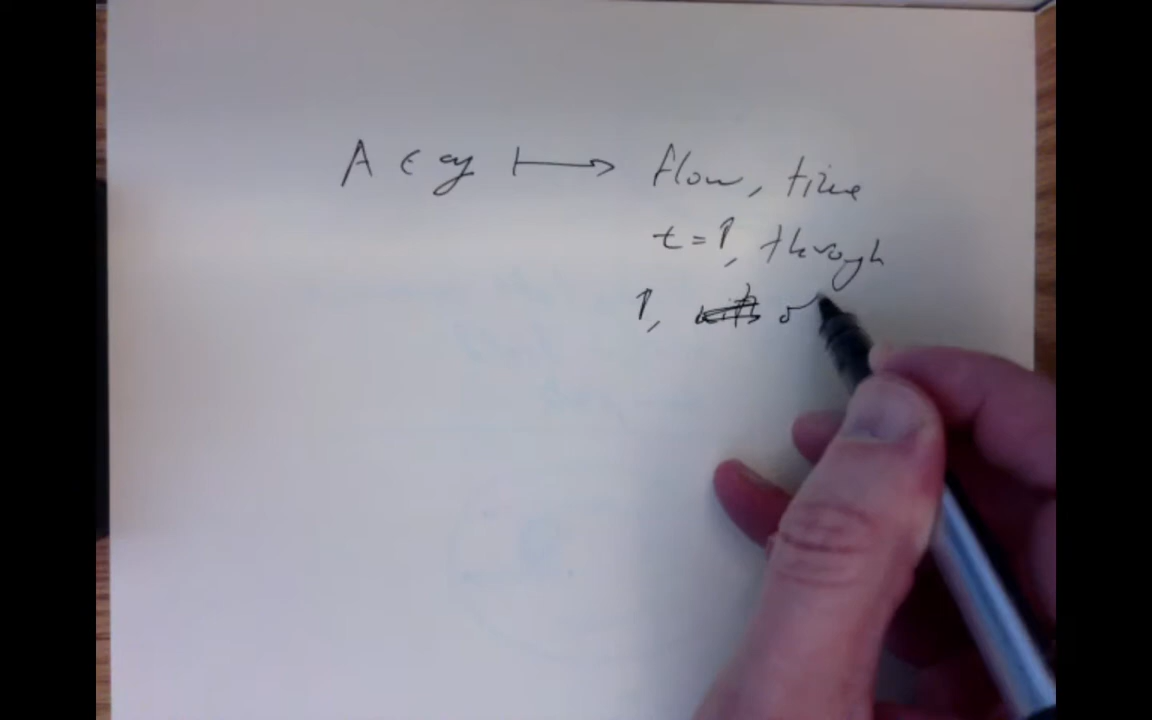 A ∈ 𝔤 ⟼ flow, time
t = 1, through
1, o